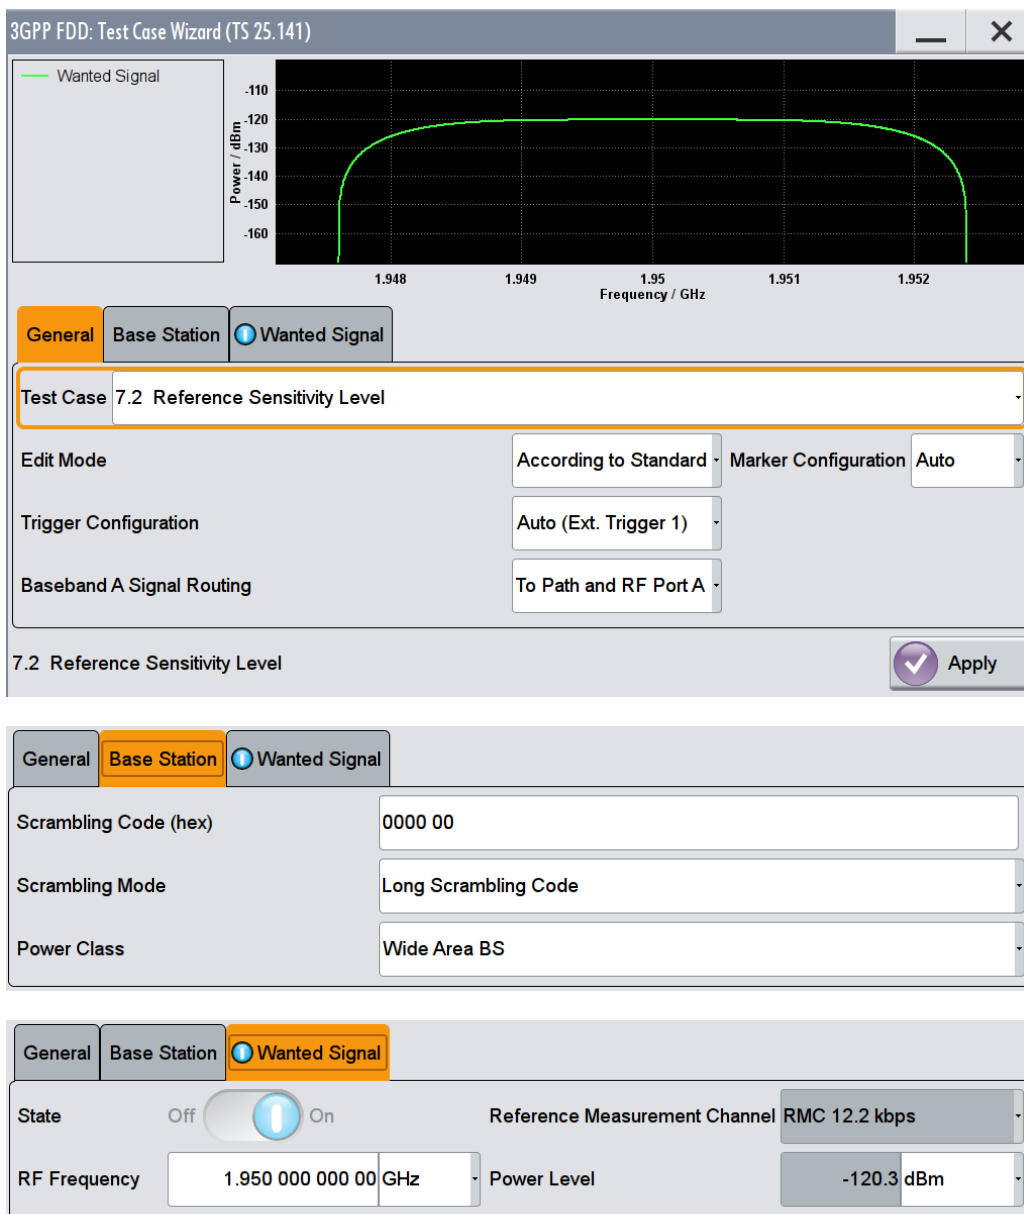 3GPP FDD: Test Case Wizard (TS 25.141)
Wanted Signal
Power / dBm
-110
-120
-130
-140
-150
-160
1.948 1.949 1.95 1.951 1.952
Frequency / GHz
General Base Station Wanted Signal
Test Case 7.2 Reference Sensitivity Level
Edit Mode According to Standard Marker Configuration Auto
Trigger Configuration Auto (Ext. Trigger 1)
Baseband A Signal Routing To Path and RF Port A
7.2 Reference Sensitivity Level Apply
General Base Station Wanted Signal
Scrambling Code (hex) 0000 00
Scrambling Mode Long Scrambling Code
Power Class Wide Area BS
General Base Station Wanted Signal
State Off On Reference Measurement Channel RMC 12.2 kbps
RF Frequency 1.950 000 000 00 GHz Power Level -120.3 dBm